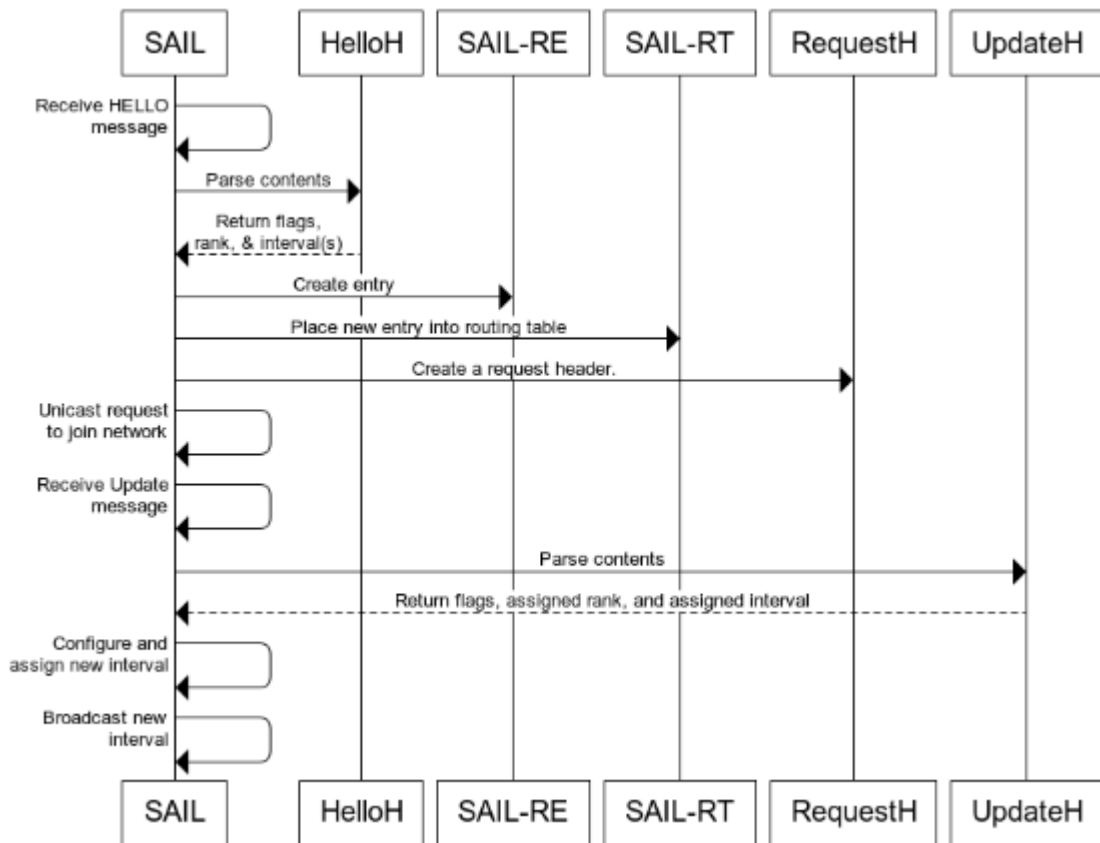 SAIL HelloH SAIL-RE SAIL-RT RequestH UpdateH
Receive HELLO
message
Parse contents
Return flags,
rank, & interval(s)
Create entry
Place new entry into routing table
Create a request header.
Unicast request
to join network
Receive Update
message
Parse contents
Return flags, assigned rank, and assigned interval
Configure and
assign new interval
Broadcast new
interval
SAIL HelloH SAIL-RE SAIL-RT RequestH UpdateH